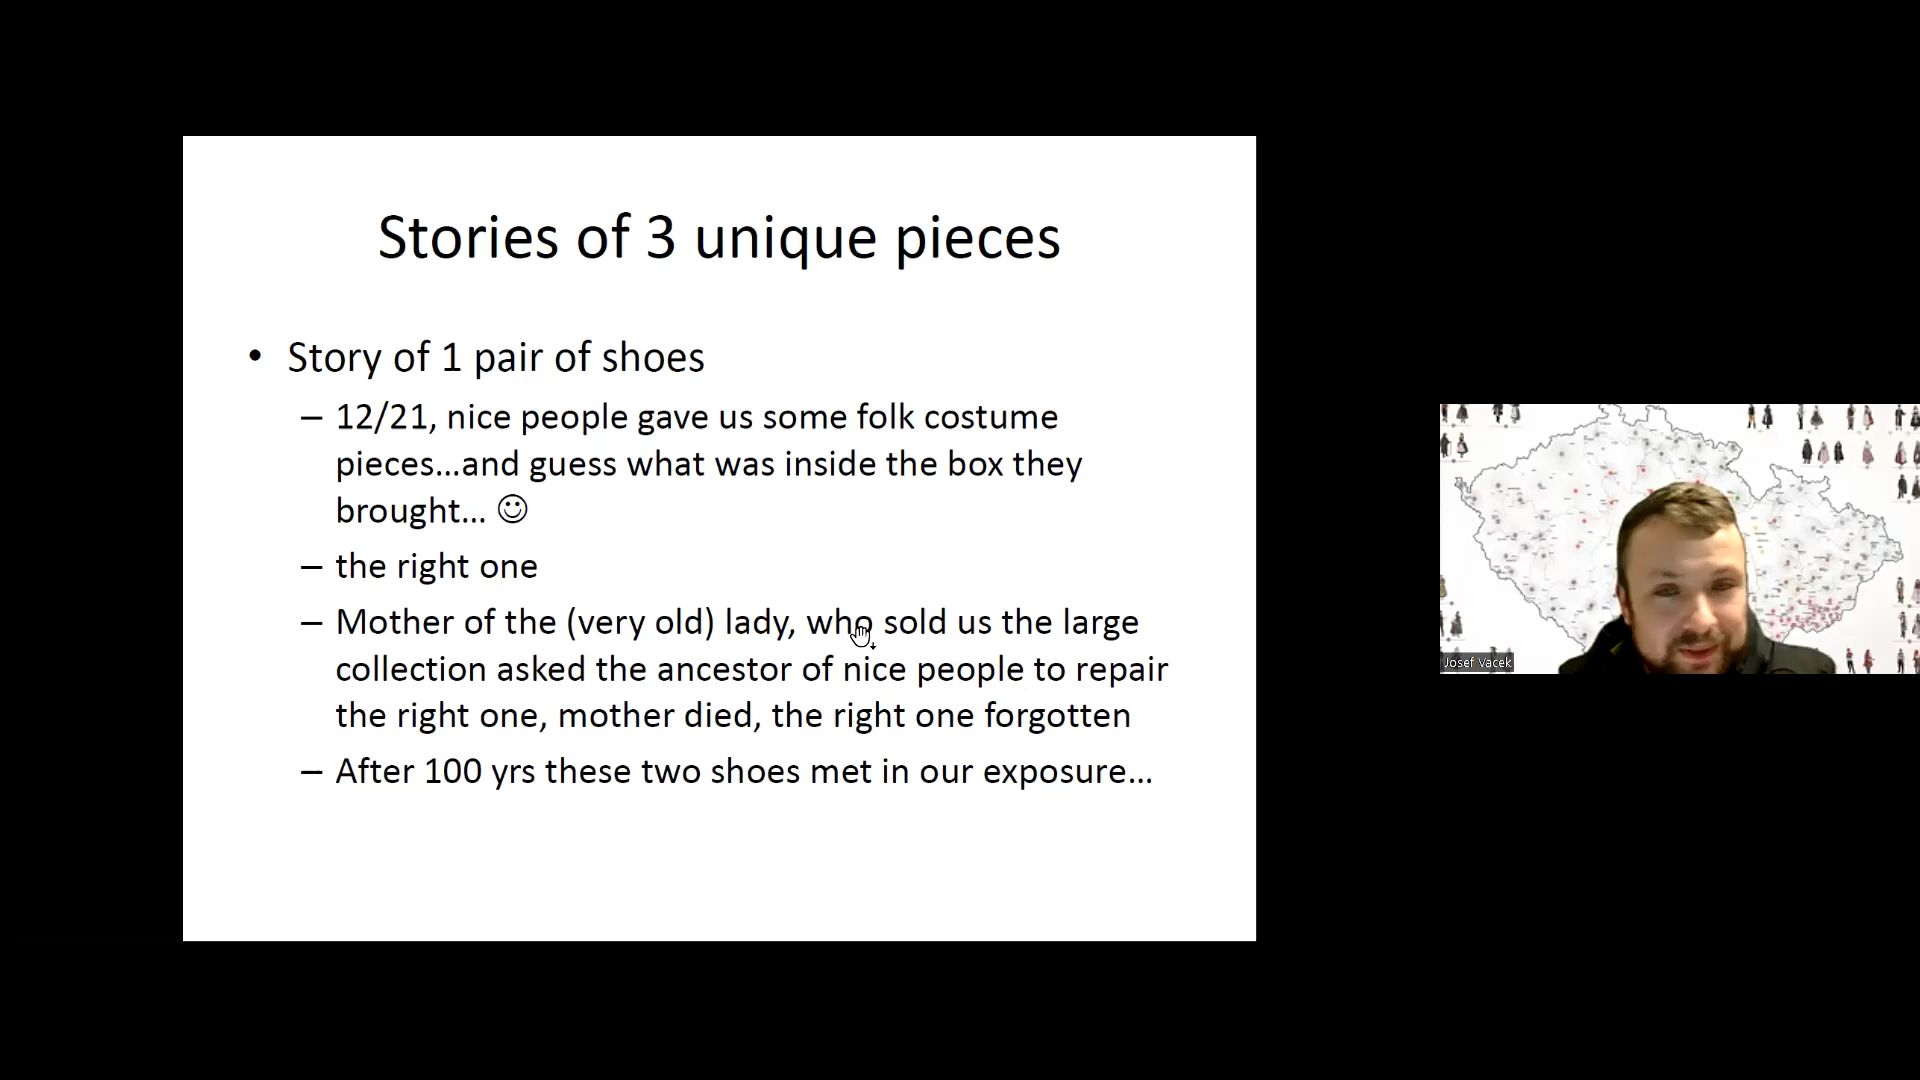 Stories of 3 unique pieces
• Story of 1 pair of shoes
– 12/21, nice people gave us some folk costume
pieces...and guess what was inside the box they
brought... ☺
– the right one
– Mother of the (very old) lady, who sold us the large
collection asked the ancestor of nice people to repair
the right one, mother died, the right one forgotten
– After 100 yrs these two shoes met in our exposure...
Josef Vacek